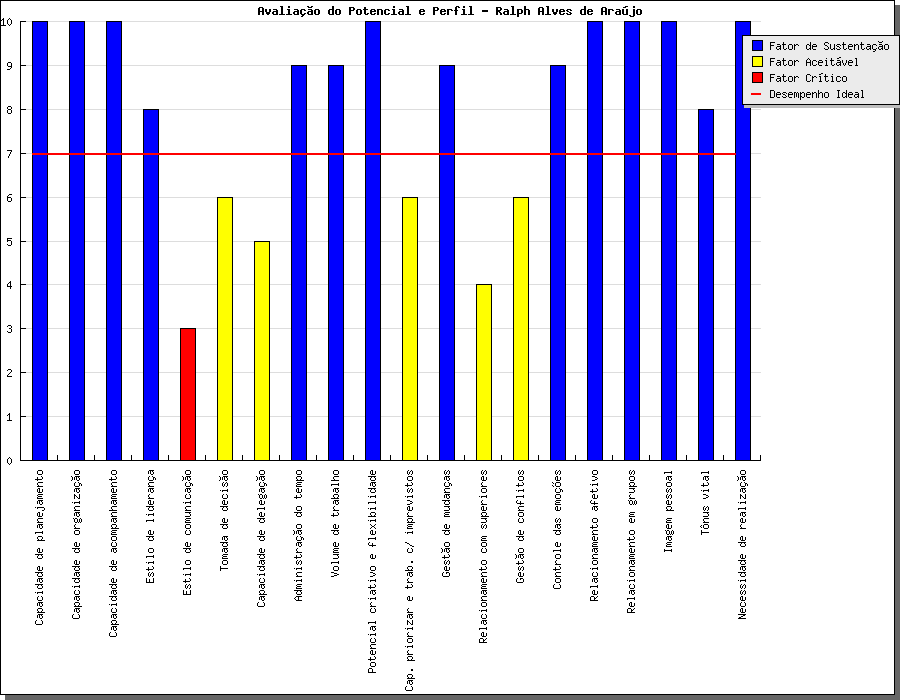 Avaliação do Potencial e Perfil - Ralph Alves de Araújo
10
9
8
7
6
5
4
3
2
1
0
Fator de Sustentação
Fator Aceitável
Fator Crítico
Desempenho Ideal
Capacidade de planejamento
Capacidade de organização
Capacidade de acompanhamento
Estilo de liderança
Estilo de comunicação
Tomada de decisão
Capacidade de delegação
Administração do tempo
Volume de trabalho
Potencial criativo e flexibilidade
Cap. priorizar e trab. c/ imprevistos
Gestão de mudanças
Relacionamento com superiores
Gestão de conflitos
Controle das emoções
Relacionamento afetivo
Relacionamento em grupos
Imagem pessoal
Tônus vital
Necessidade de realização